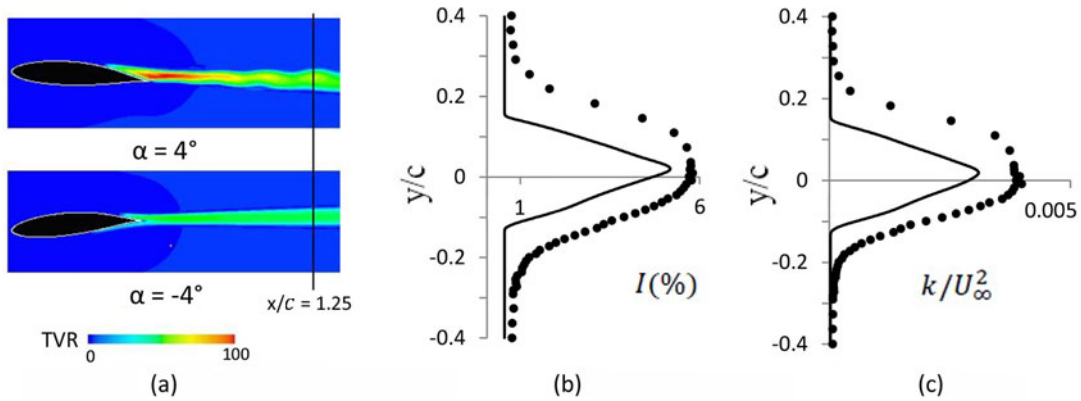 α = 4°
α = -4°
x/c = 1.25
TVR
0
100
(a)
y/c
0.4
0.2
0
-0.2
-0.4
1
6
I(%)
(b)
y/c
0.4
0.2
0
-0.2
-0.4
0.005
k/U∞²
(c)